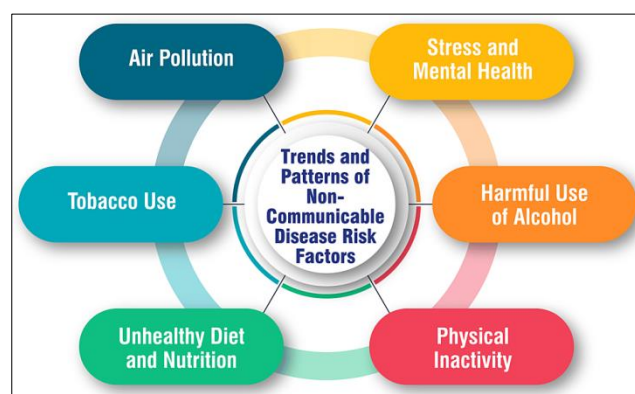 Air Pollution
Stress and
Mental Health
Tobacco Use
Trends and
Patterns of
Non-
Communicable
Disease Risk
Factors
Harmful Use
of Alcohol
Unhealthy Diet
and Nutrition
Physical
Inactivity